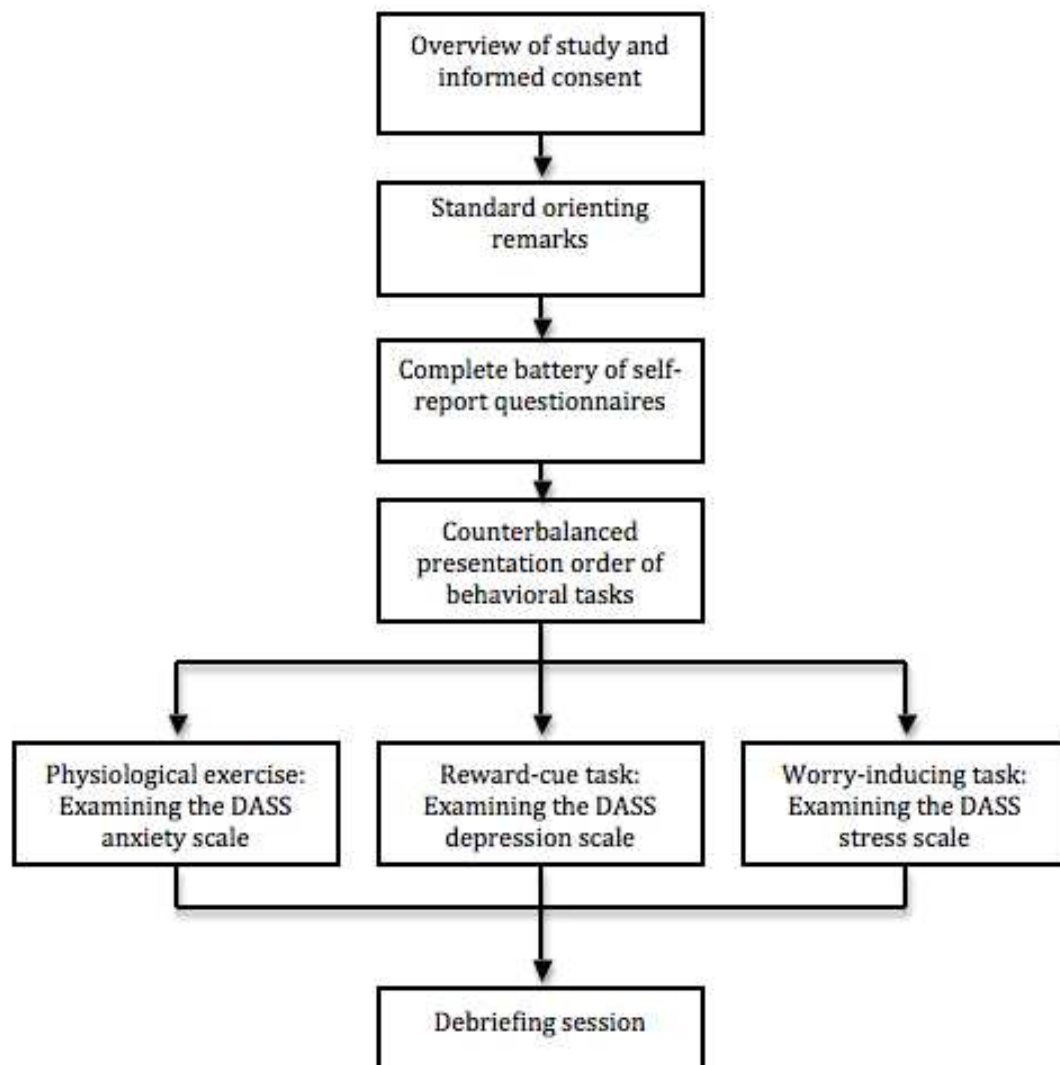 Overview of study and
informed consent
Standard orienting
remarks
Complete battery of self-
report questionnaires
Counterbalanced
presentation order of
behavioral tasks
Physiological exercise:
Examining the DASS
anxiety scale
Reward-cue task:
Examining the DASS
depression scale
Worry-inducing task:
Examining the DASS
stress scale
Debriefing session